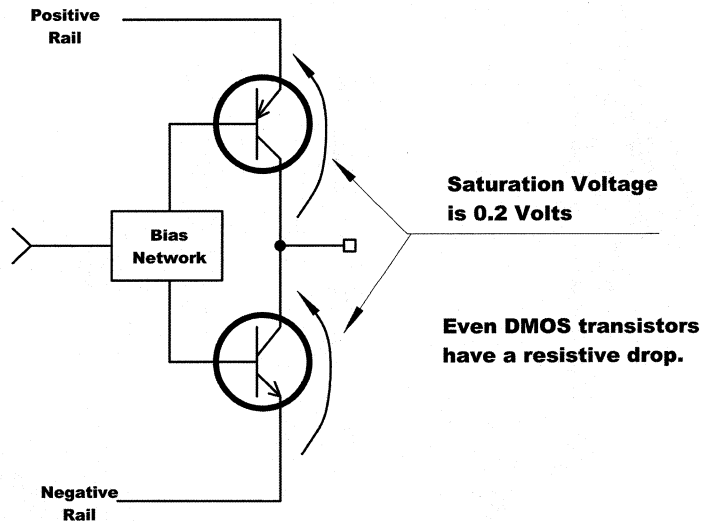 Positive
Rail
Saturation Voltage
is 0.2 Volts
Bias
Network
Even DMOS transistors
have a resistive drop.
Negative
Rail